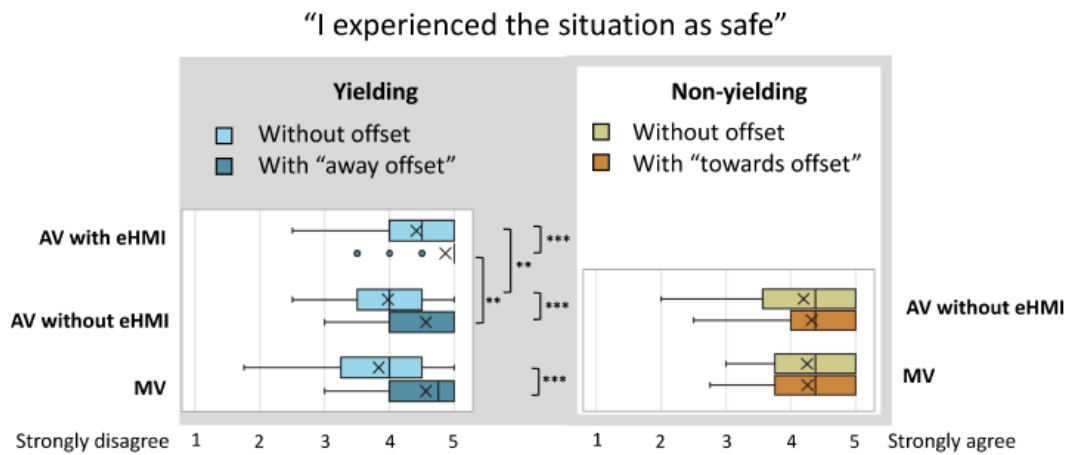 “I experienced the situation as safe”
Yielding
Without offset
With “away offset”
Non-yielding
Without offset
With “towards offset”
AV with eHMI
***
**
AV without eHMI
**
***
MV
***
AV without eHMI
MV
Strongly disagree 1 2 3 4 5
1 2 3 4 5 Strongly agree